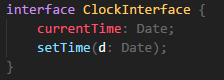 interface ClockInterface {
    currentTime: Date;
    setTime(d: Date);
}